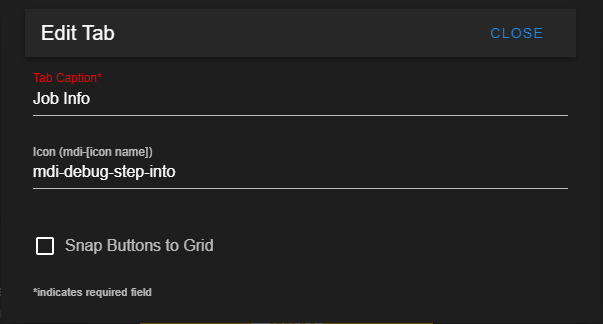 Edit Tab
CLOSE
Tab Caption*
Job Info
Icon (mdi-[icon name])
mdi-debug-step-into
Snap Buttons to Grid
*indicates required field